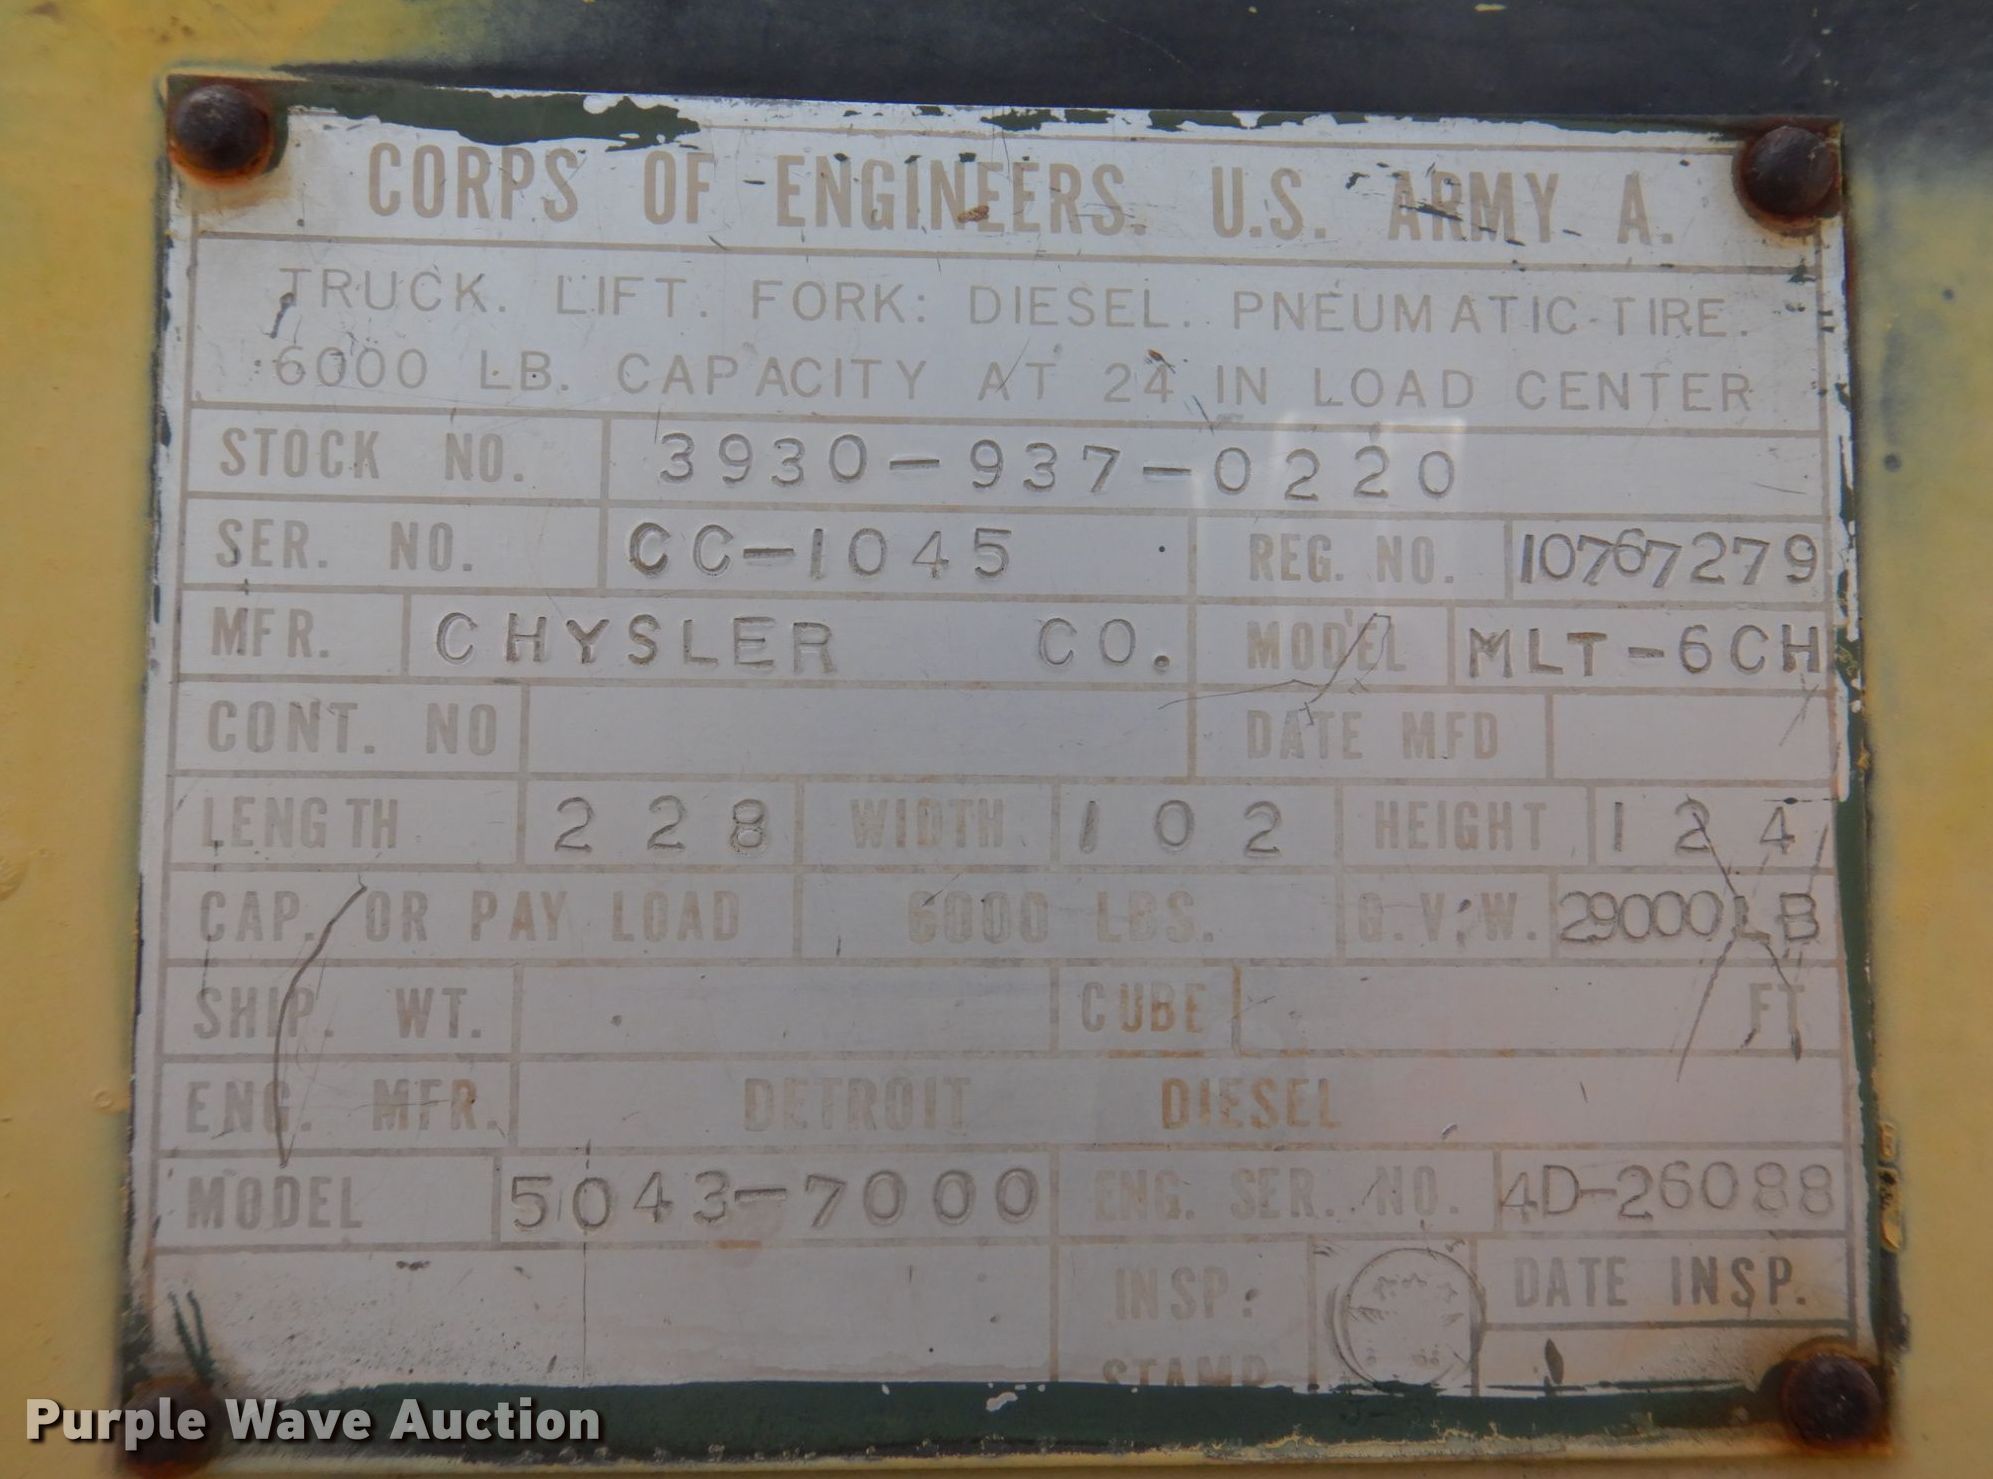 CORPS OF ENGINEERS. U.S. ARMY A.
TRUCK. LIFT. FORK: DIESEL. PNEUMATIC TIRE.
6000 LB. CAPACITY AT 24 IN LOAD CENTER
STOCK NO. 3930-937-0220
SER. NO. CC-1045 REG. NO. 10767279
MFR. CHYSLER CO. MODEL MLT-6CH
CONT. NO DATE MFD
LENGTH 228 WIDTH 102 HEIGHT 124
CAP. OR PAY LOAD 6000 LBS. G.V.W. 29000 LB
SHIP. WT. CUBE FT
ENG. MFR. DETROIT DIESEL
MODEL 5043-7000 ENG. SER. NO. 4D-26088
INSP. DATE INSP.
STAMP
Purple Wave Auction